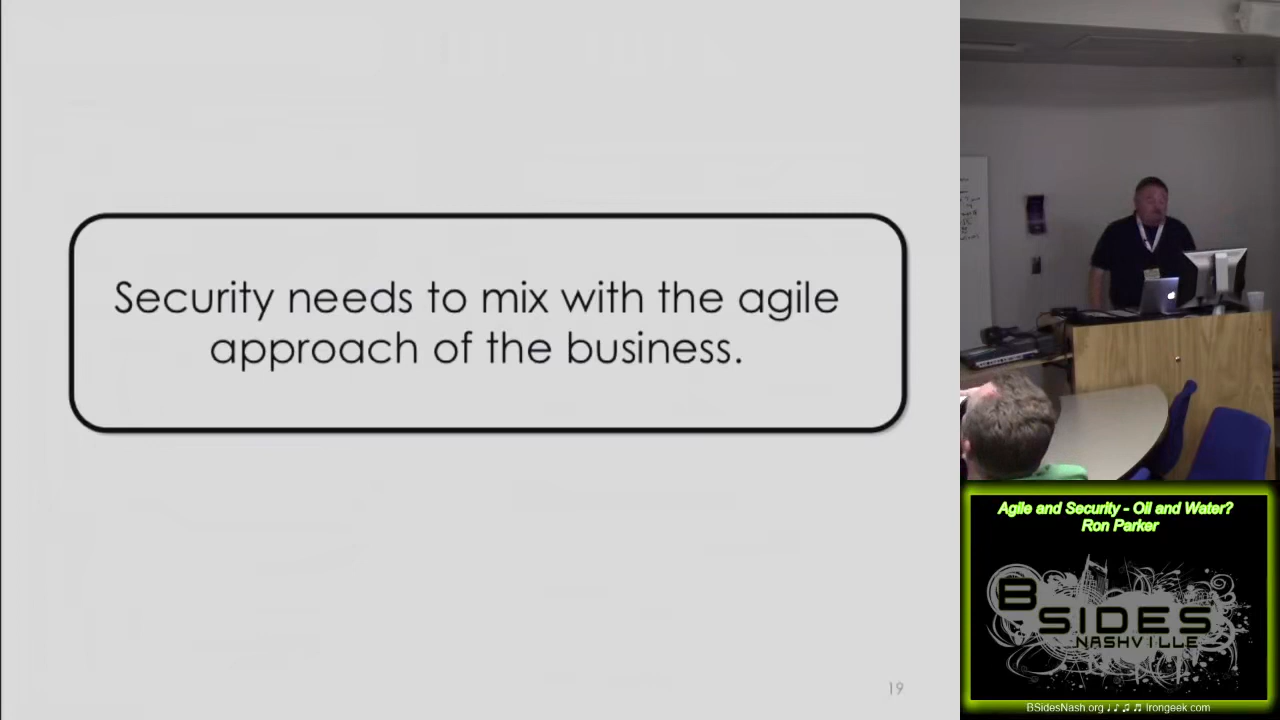 Security needs to mix with the agile
approach of the business.
19
Agile and Security - Oil and Water?
Ron Parker
BSIDES
NASHVILLE
BSidesNash.org ♩♪♫♬ Irongeek.com